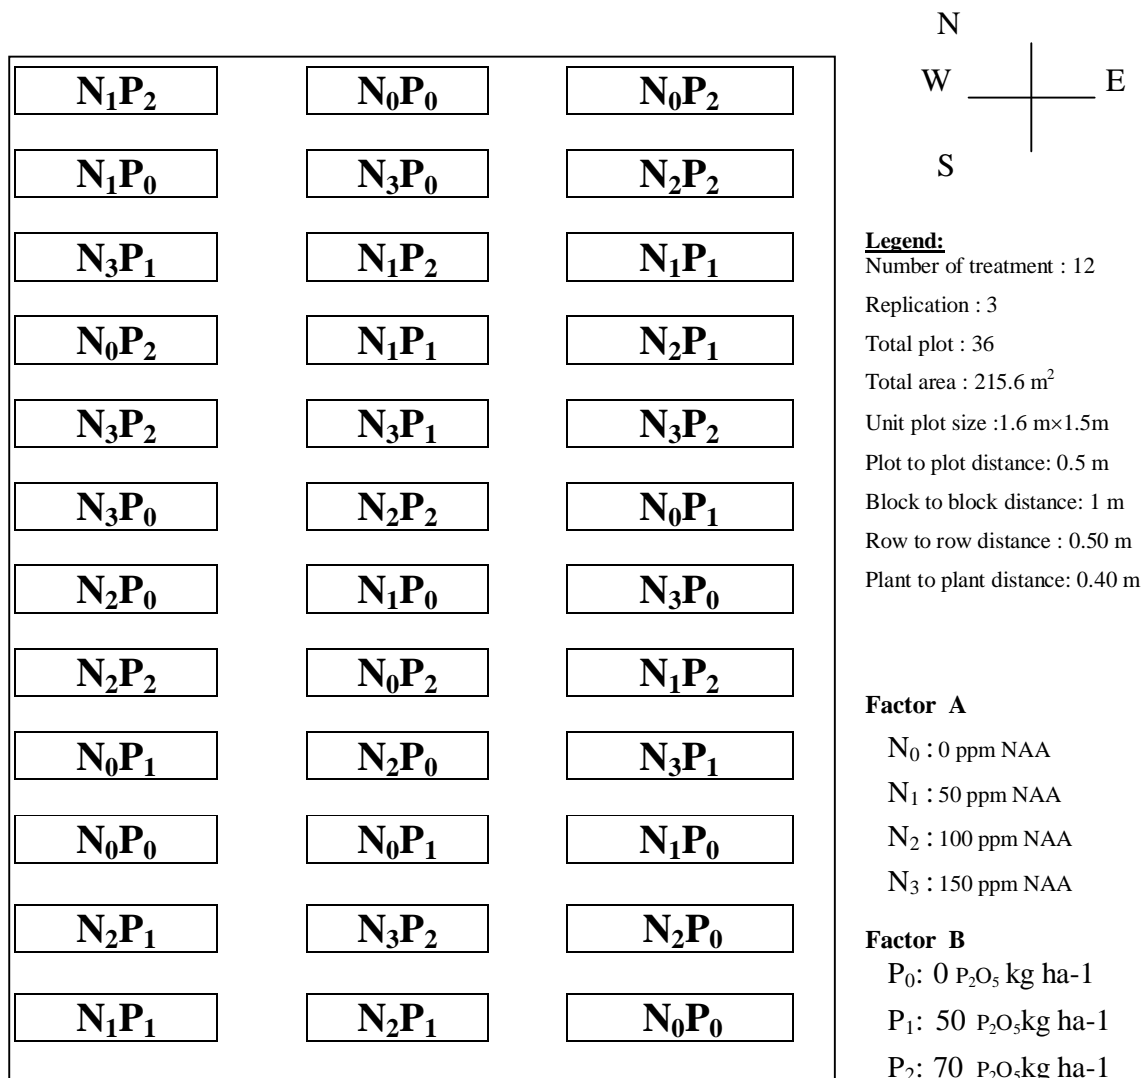 N
W E
S
N₁P₂ N₀P₀ N₀P₂
N₁P₀ N₃P₀ N₂P₂
N₃P₁ N₁P₂ N₁P₁
N₀P₂ N₁P₁ N₂P₁
N₃P₂ N₃P₁ N₃P₂
N₃P₀ N₂P₂ N₀P₁
N₂P₀ N₁P₀ N₃P₀
N₂P₂ N₀P₂ N₁P₂
N₀P₁ N₂P₀ N₃P₁
N₀P₀ N₀P₁ N₁P₀
N₂P₁ N₃P₂ N₂P₀
N₁P₁ N₂P₁ N₀P₀
Legend:
Number of treatment : 12
Replication : 3
Total plot : 36
Total area : 215.6 m²
Unit plot size :1.6 m×1.5m
Plot to plot distance: 0.5 m
Block to block distance: 1 m
Row to row distance : 0.50 m
Plant to plant distance: 0.40 m
Factor A
N₀ : 0 ppm NAA
N₁ : 50 ppm NAA
N₂ : 100 ppm NAA
N₃ : 150 ppm NAA
Factor B
P₀: 0 P₂O₅ kg ha-1
P₁: 50 P₂O₅kg ha-1
P₂: 70 P₂O₅kg ha-1